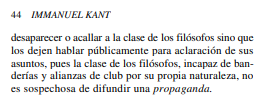 44 IMMANUEL KANT
desaparecer o acallar a la clase de los filósofos sino que
los dejen hablar públicamente para aclaración de sus
asuntos, pues la clase de los filósofos, incapaz de ban-
derías y alianzas de club por su propia naturaleza, no
es sospechosa de difundir una propaganda.